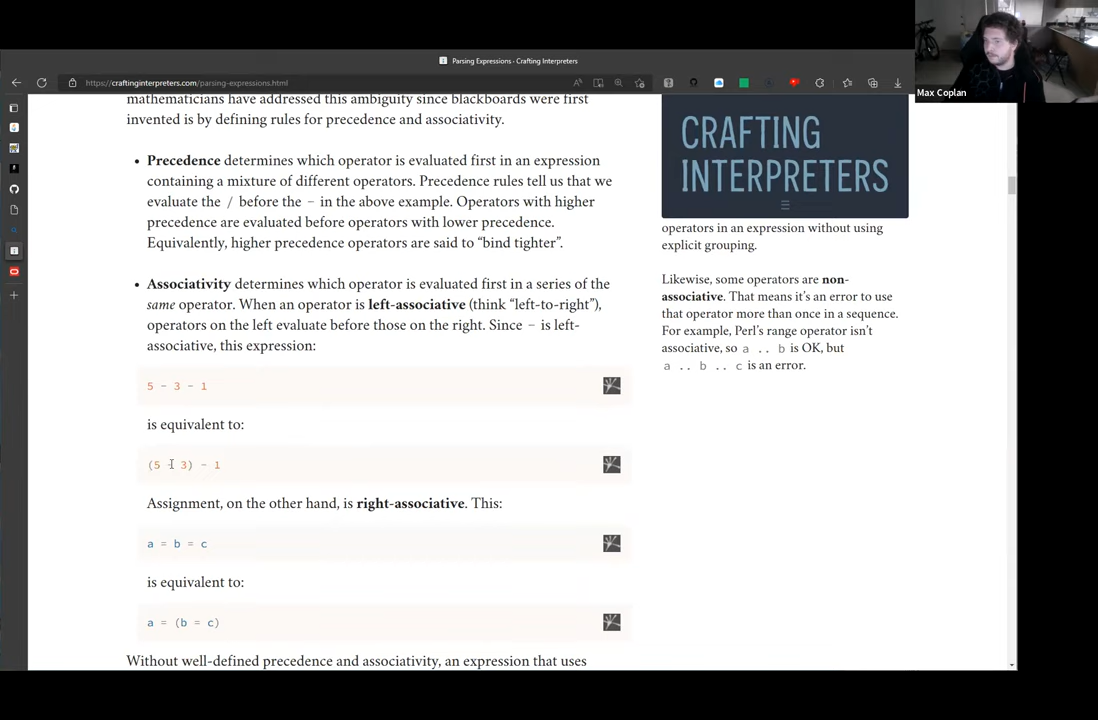 Parsing Expressions - Crafting Interpreters
https://craftinginterpreters.com/parsing-expressions.html
Max Coplan
mathematicians have addressed this ambiguity since blackboards were first
invented is by defining rules for precedence and associativity.
• Precedence determines which operator is evaluated first in an expression
containing a mixture of different operators. Precedence rules tell us that we
evaluate the / before the - in the above example. Operators with higher
precedence are evaluated before operators with lower precedence.
Equivalently, higher precedence operators are said to “bind tighter”.
• Associativity determines which operator is evaluated first in a series of the
same operator. When an operator is left-associative (think “left-to-right”),
operators on the left evaluate before those on the right. Since - is left-
associative, this expression:
5 - 3 - 1
is equivalent to:
(5 - 3) - 1
Assignment, on the other hand, is right-associative. This:
a = b = c
is equivalent to:
a = (b = c)
Without well-defined precedence and associativity, an expression that uses
CRAFTING
INTERPRETERS
operators in an expression without using
explicit grouping.
Likewise, some operators are non-
associative. That means it’s an error to use
that operator more than once in a sequence.
For example, Perl’s range operator isn’t
associative, so a .. b is OK, but
a .. b .. c is an error.